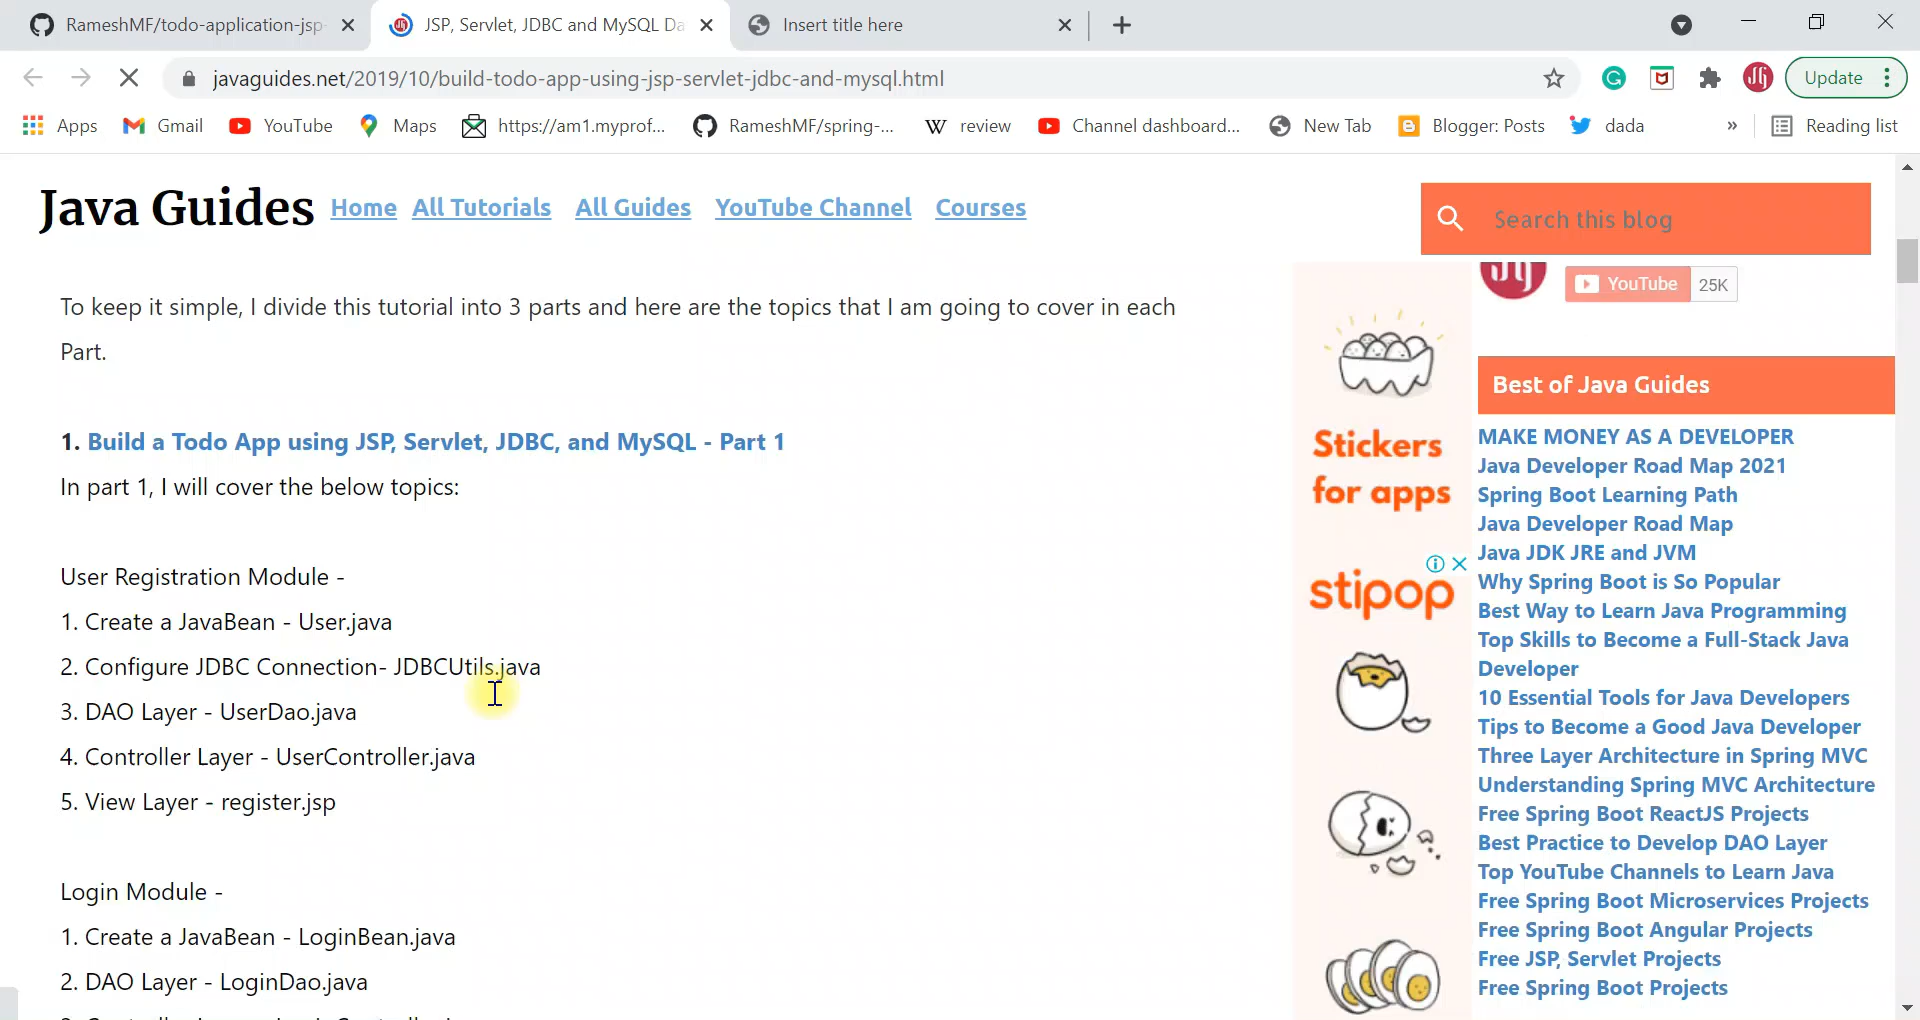 RameshMF/todo-application-jsp-
JSP, Servlet, JDBC and MySQL Da
Insert title here
javaguides.net/2019/10/build-todo-app-using-jsp-servlet-jdbc-and-mysql.html
Update
Apps
Gmail
YouTube
Maps
https://am1.myprof...
RameshMF/spring-...
W review
Channel dashboard...
New Tab
Blogger: Posts
dada
»
Reading list
Java Guides
Home
All Tutorials
All Guides
YouTube Channel
Courses
Search this blog
YouTube 25K
To keep it simple, I divide this tutorial into 3 parts and here are the topics that I am going to cover in each
Part.
1. Build a Todo App using JSP, Servlet, JDBC, and MySQL - Part 1
In part 1, I will cover the below topics:
User Registration Module -
1. Create a JavaBean - User.java
2. Configure JDBC Connection- JDBCUtils.java
3. DAO Layer - UserDao.java
4. Controller Layer - UserController.java
5. View Layer - register.jsp
Login Module -
1. Create a JavaBean - LoginBean.java
2. DAO Layer - LoginDao.java
Stickers
for apps
stipop
Best of Java Guides
MAKE MONEY AS A DEVELOPER
Java Developer Road Map 2021
Spring Boot Learning Path
Java Developer Road Map
Java JDK JRE and JVM
Why Spring Boot is So Popular
Best Way to Learn Java Programming
Top Skills to Become a Full-Stack Java
Developer
10 Essential Tools for Java Developers
Tips to Become a Good Java Developer
Three Layer Architecture in Spring MVC
Understanding Spring MVC Architecture
Free Spring Boot ReactJS Projects
Best Practice to Develop DAO Layer
Top YouTube Channels to Learn Java
Free Spring Boot Microservices Projects
Free Spring Boot Angular Projects
Free JSP, Servlet Projects
Free Spring Boot Projects